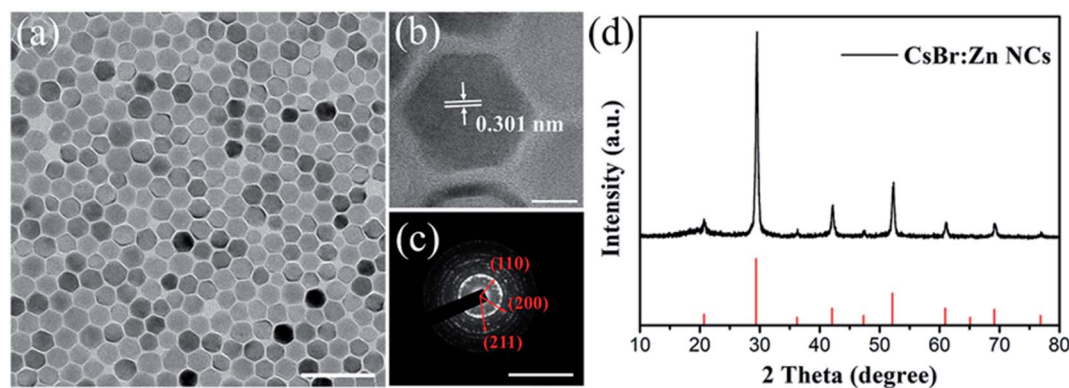 (a)
(b)
0.301 nm
(c)
(110)
(200)
(211)
(d)
CsBr:Zn NCs
Intensity (a.u.)
10 20 30 40 50 60 70 80
2 Theta (degree)